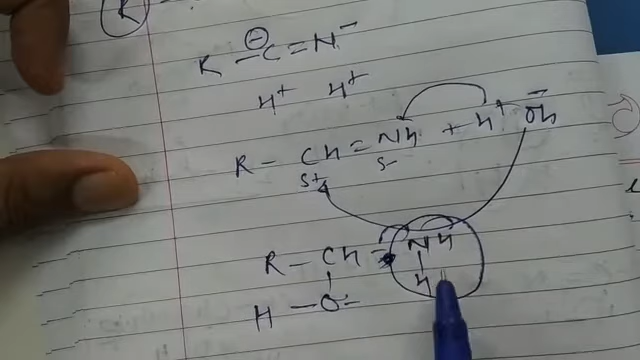 R
R - C = N -
H+ H+
R - CH = NH + H+ OH -
S+ S-
R - CH - NH
H - O H